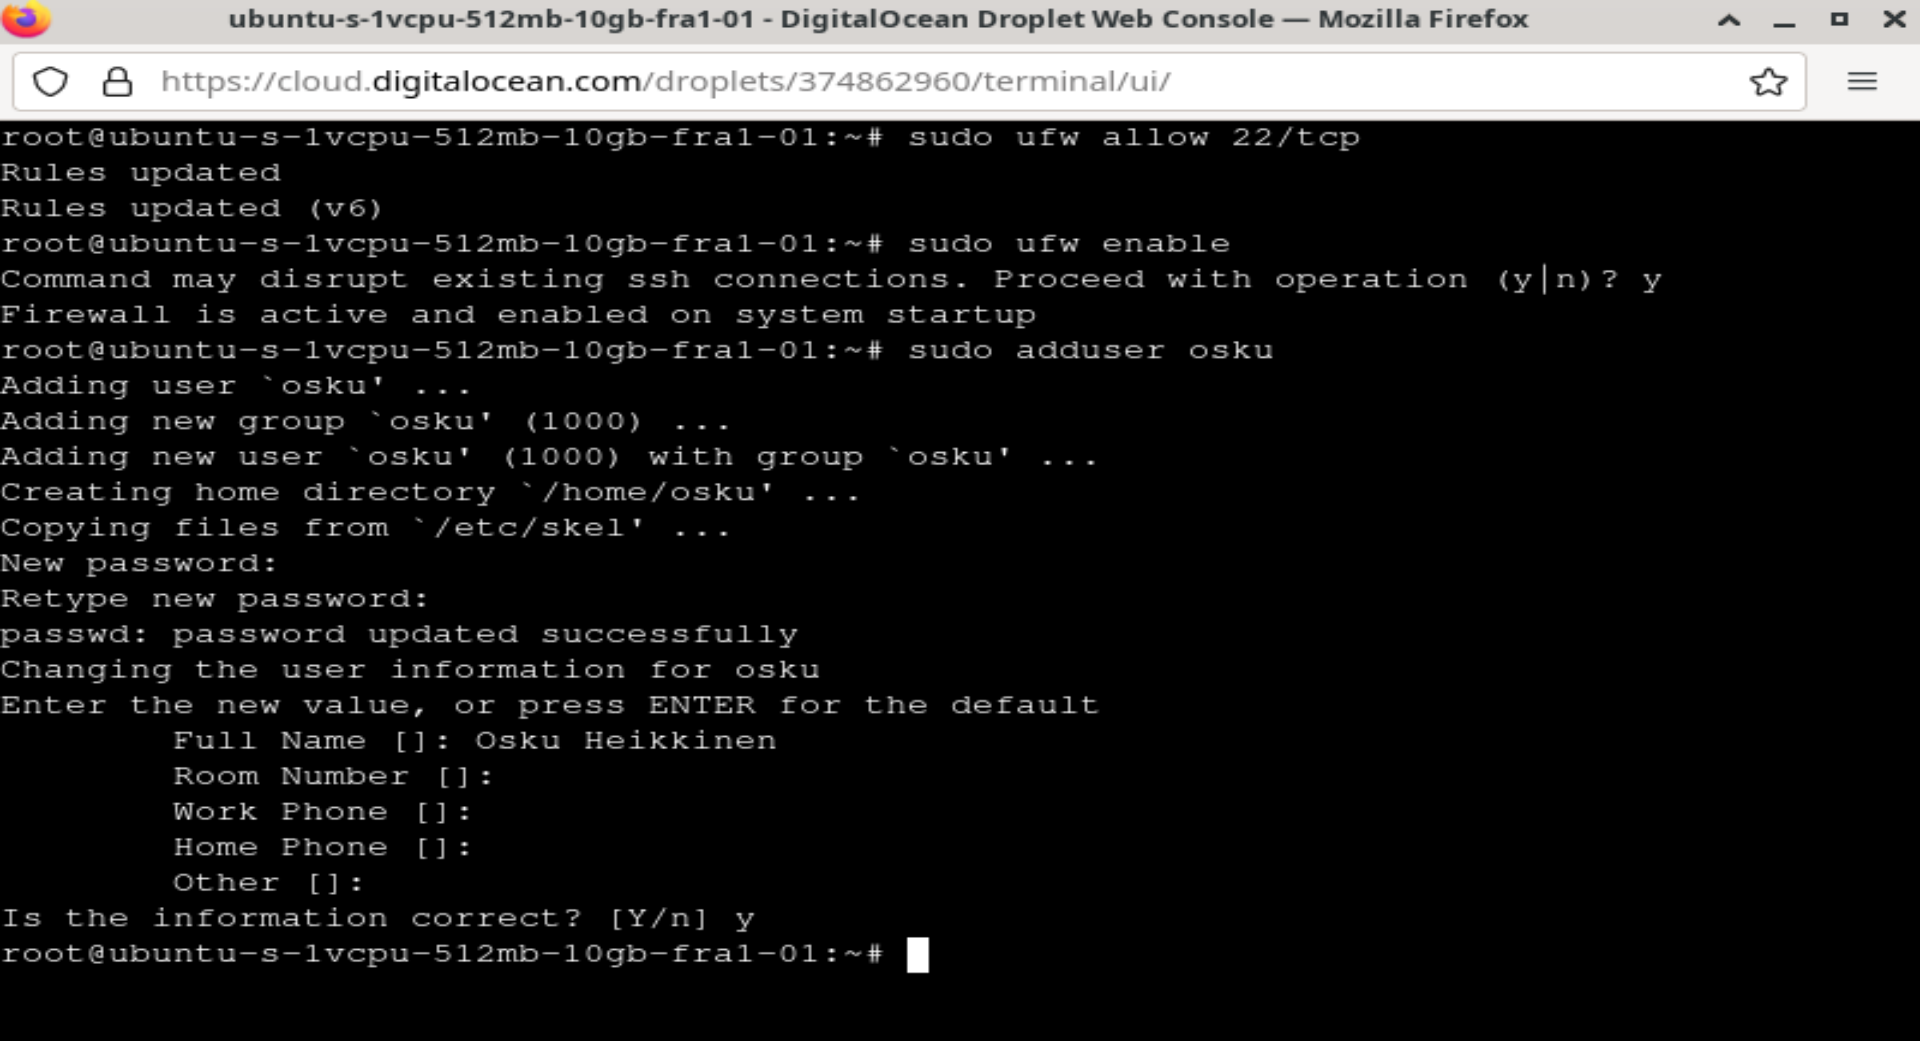 ubuntu-s-1vcpu-512mb-10gb-fra1-01 - DigitalOcean Droplet Web Console — Mozilla Firefox
https://cloud.digitalocean.com/droplets/374862960/terminal/ui/
root@ubuntu-s-1vcpu-512mb-10gb-fra1-01:~# sudo ufw allow 22/tcp
Rules updated
Rules updated (v6)
root@ubuntu-s-1vcpu-512mb-10gb-fra1-01:~# sudo ufw enable
Command may disrupt existing ssh connections. Proceed with operation (y|n)? y
Firewall is active and enabled on system startup
root@ubuntu-s-1vcpu-512mb-10gb-fra1-01:~# sudo adduser osku
Adding user `osku' ...
Adding new group `osku' (1000) ...
Adding new user `osku' (1000) with group `osku' ...
Creating home directory `/home/osku' ...
Copying files from `/etc/skel' ...
New password:
Retype new password:
passwd: password updated successfully
Changing the user information for osku
Enter the new value, or press ENTER for the default
        Full Name []: Osku Heikkinen
        Room Number []:
        Work Phone []:
        Home Phone []:
        Other []:
Is the information correct? [Y/n] y
root@ubuntu-s-1vcpu-512mb-10gb-fra1-01:~#